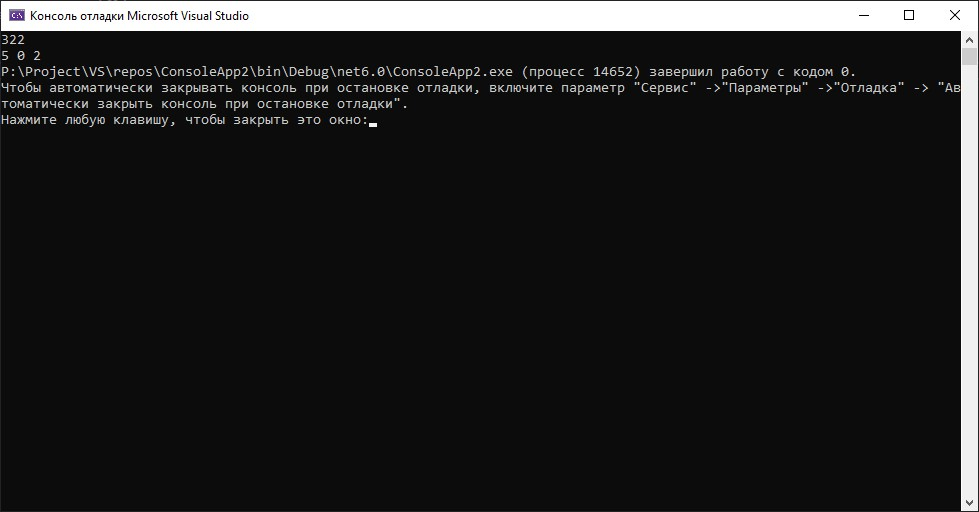 Консоль отладки Microsoft Visual Studio
322
5 0 2
P:\Project\VS\repos\ConsoleApp2\bin\Debug\net6.0\ConsoleApp2.exe (процесс 14652) завершил работу с кодом 0.
Чтобы автоматически закрывать консоль при остановке отладки, включите параметр "Сервис" ->"Параметры" ->"Отладка" -> "Ав
томатически закрыть консоль при остановке отладки".
Нажмите любую клавишу, чтобы закрыть это окно: